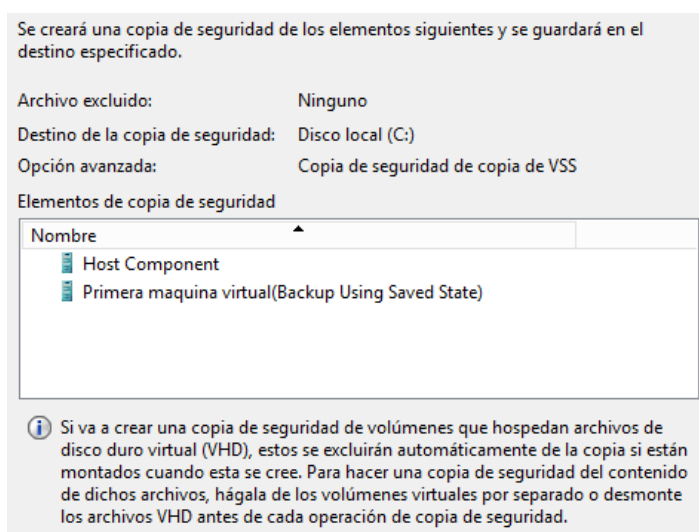 Se creará una copia de seguridad de los elementos siguientes y se guardará en el
destino especificado.
Archivo excluido: Ninguno
Destino de la copia de seguridad: Disco local (C:)
Opción avanzada: Copia de seguridad de copia de VSS
Elementos de copia de seguridad
Nombre
Host Component
Primera maquina virtual(Backup Using Saved State)
Si va a crear una copia de seguridad de volúmenes que hospedan archivos de
disco duro virtual (VHD), estos se excluirán automáticamente de la copia si están
montados cuando esta se cree. Para hacer una copia de seguridad del contenido
de dichos archivos, hágala de los volúmenes virtuales por separado o desmonte
los archivos VHD antes de cada operación de copia de seguridad.